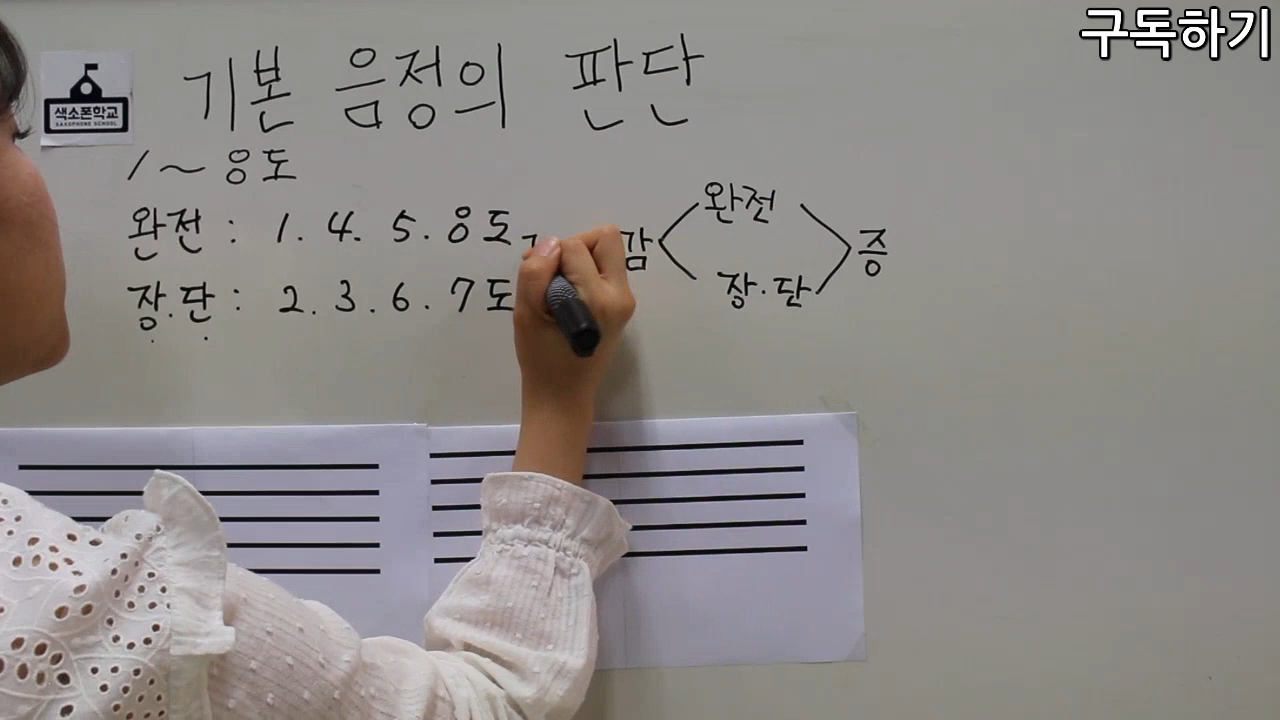 구독하기
색소폰학교
SAXOPHONE SCHOOL
기본 음정의 판단
1~8도
완전 : 1. 4. 5. 8도
장.단 : 2. 3. 6. 7도
감 완전 증
장.단